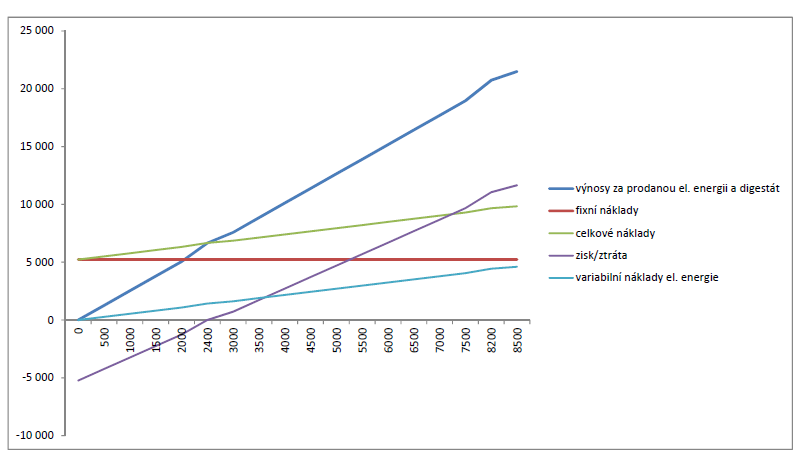 25 000
20 000
15 000
10 000
5 000
0
-5 000
-10 000
0 500 1000 1500 2000 2400 3000 3500 4000 4500 5000 5500 6000 6500 7000 7500 8200 8500
výnosy za prodanou el. energii a digestát
fixní náklady
celkové náklady
zisk/ztráta
variabilní náklady el. energie